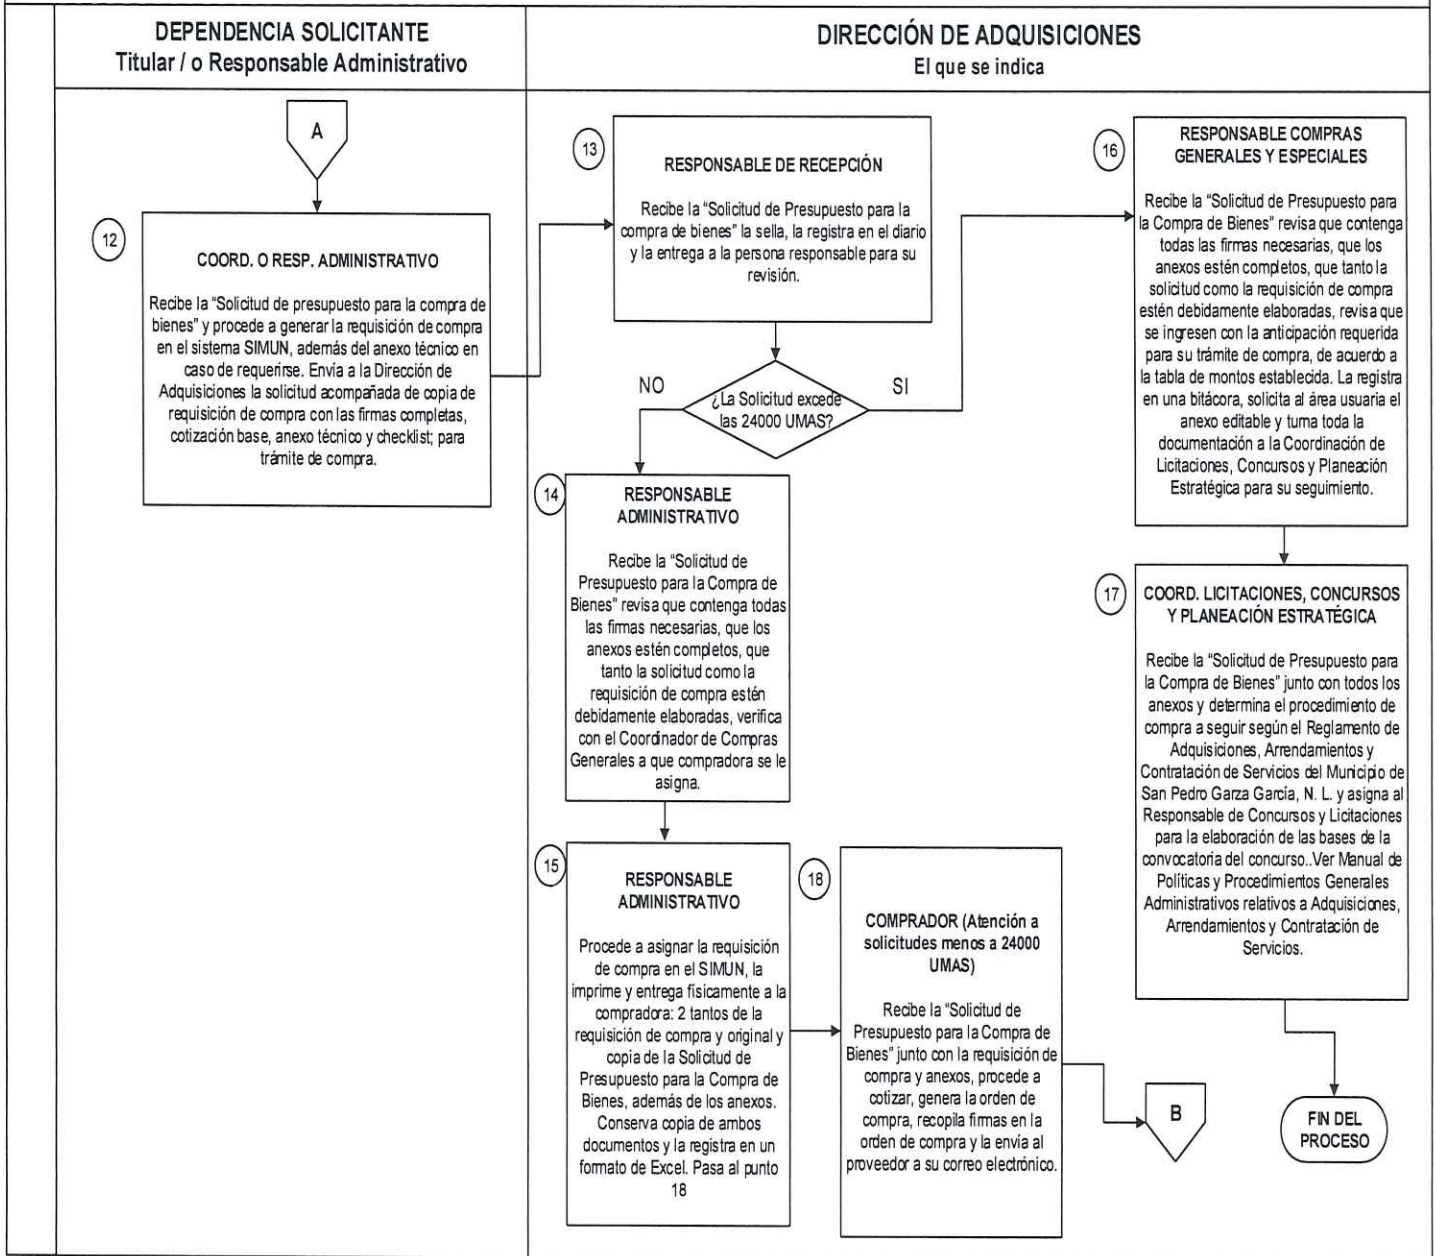 DEPENDENCIA SOLICITANTE
Titular / o Responsable Administrativo
DIRECCIÓN DE ADQUISICIONES
El que se indica
A
12
COORD. O RESP. ADMINISTRATIVO
Recibe la “Solicitud de presupuesto para la compra de
bienes” y procede a generar la requisición de compra
en el sistema SIMUN, además del anexo técnico en
caso de requerirse. Envía a la Dirección de
Adquisiciones la solicitud acompañada de copia de
requisición de compra con las firmas completas,
cotización base, anexo técnico y checklist; para
trámite de compra.
13
RESPONSABLE DE RECEPCIÓN
Recibe la “Solicitud de Presupuesto para la
compra de bienes” la sella, la registra en el diario
y la entrega a la persona responsable para su
revisión.
NO
¿La Solicitud excede
las 24000 UMAS?
SI
14
RESPONSABLE
ADMINISTRATIVO
Recibe la “Solicitud de
Presupuesto para la Compra de
Bienes” revisa que contenga todas
las firmas necesarias, que los
anexos estén completos, que
tanto la solicitud como la
requisición de compra estén
debidamente elaboradas, verifica
con el Coordinador de Compras
Generales a que compradora se le
asigna.
15
RESPONSABLE
ADMINISTRATIVO
Procede a asignar la requisición
de compra en el SIMUN, la
imprime y entrega físicamente a la
compradora: 2 tantos de la
requisición de compra y original y
copia de la Solicitud de
Presupuesto para la Compra de
Bienes, además de los anexos.
Conserva copia de ambos
documentos y la registra en un
formato de Excel. Pasa al punto
18
16
RESPONSABLE COMPRAS
GENERALES Y ESPECIALES
Recibe la “Solicitud de Presupuesto para
la Compra de Bienes” revisa que contenga
todas las firmas necesarias, que los
anexos estén completos, que tanto la
solicitud como la requisición de compra
estén debidamente elaboradas, revisa que
se ingresen con la anticipación requerida
para su trámite de compra, de acuerdo a
la tabla de montos establecida. La registra
en una bitácora, solicita al área usuaria el
anexo editable y turna toda la
documentación a la Coordinación de
Licitaciones, Concursos y Planeación
Estratégica para su seguimiento.
17
COORD. LICITACIONES, CONCURSOS
Y PLANEACIÓN ESTRATÉGICA
Recibe la “Solicitud de Presupuesto para
la Compra de Bienes” junto con todos los
anexos y determina el procedimiento de
compra a seguir según el Reglamento de
Adquisiciones, Arrendamientos y
Contratación de Servicios del Municipio de
San Pedro Garza García, N. L. y asigna al
Responsable de Concursos y Licitaciones
para la elaboración de las bases de la
convocatoria del concurso..Ver Manual de
Políticas y Procedimientos Generales
Administrativos relativos a Adquisiciones,
Arrendamientos y Contratación de
Servicios.
18
COMPRADOR (Atención a
solicitudes menos a 24000
UMAS)
Recibe la “Solicitud de
Presupuesto para la Compra de
Bienes” junto con la requisición de
compra y anexos, procede a
cotizar, genera la orden de
compra, recopila firmas en la
orden de compra y la envía al
proveedor a su correo electrónico.
B
FIN DEL
PROCESO